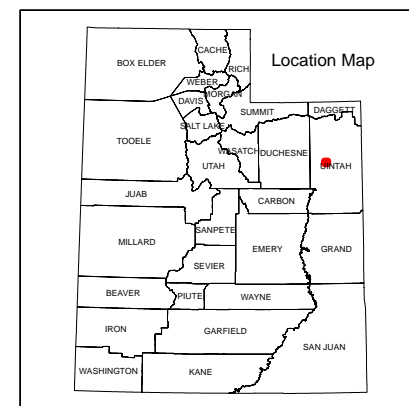 Location Map
CACHE
BOX ELDER
RICH
WEBER
MORGAN
DAVIS
SUMMIT
DAGGETT
SALT LAKE
TOOELE
WASATCH
DUCHESNE
UINTAH
UTAH
JUAB
CARBON
SANPETE
MILLARD
EMERY
GRAND
SEVIER
BEAVER
PIUTE
WAYNE
IRON
GARFIELD
SAN JUAN
WASHINGTON
KANE